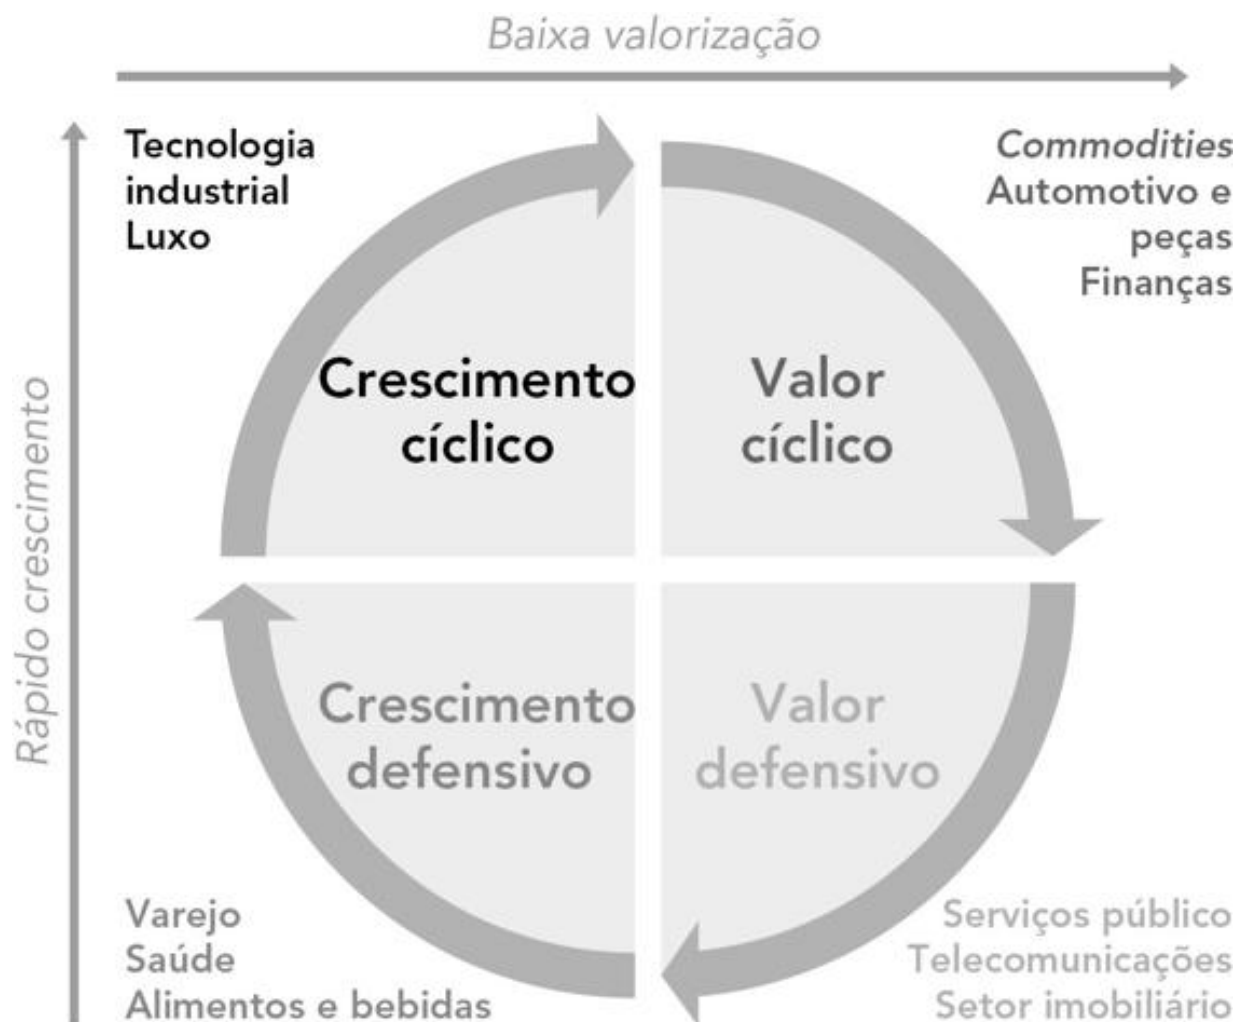 Baixa valorização
Rápido crescimento
Tecnologia
industrial
Luxo
Commodities
Automotivo e
peças
Finanças
Crescimento
cíclico
Valor
cíclico
Crescimento
defensivo
Valor
defensivo
Varejo
Saúde
Alimentos e bebidas
Serviços público
Telecomunicações
Setor imobiliário